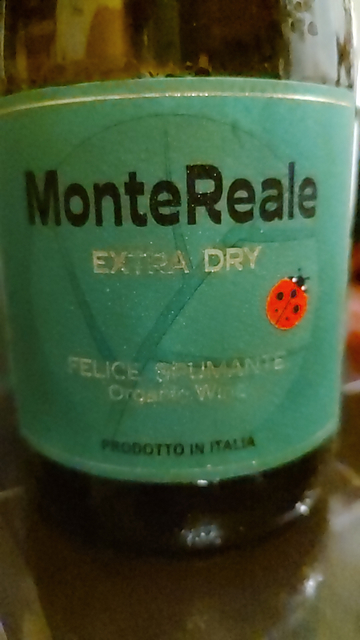 MonteReale
EXTRA DRY
FELICE SPUMANTE
Organic Wine
PRODOTTO IN ITALIA